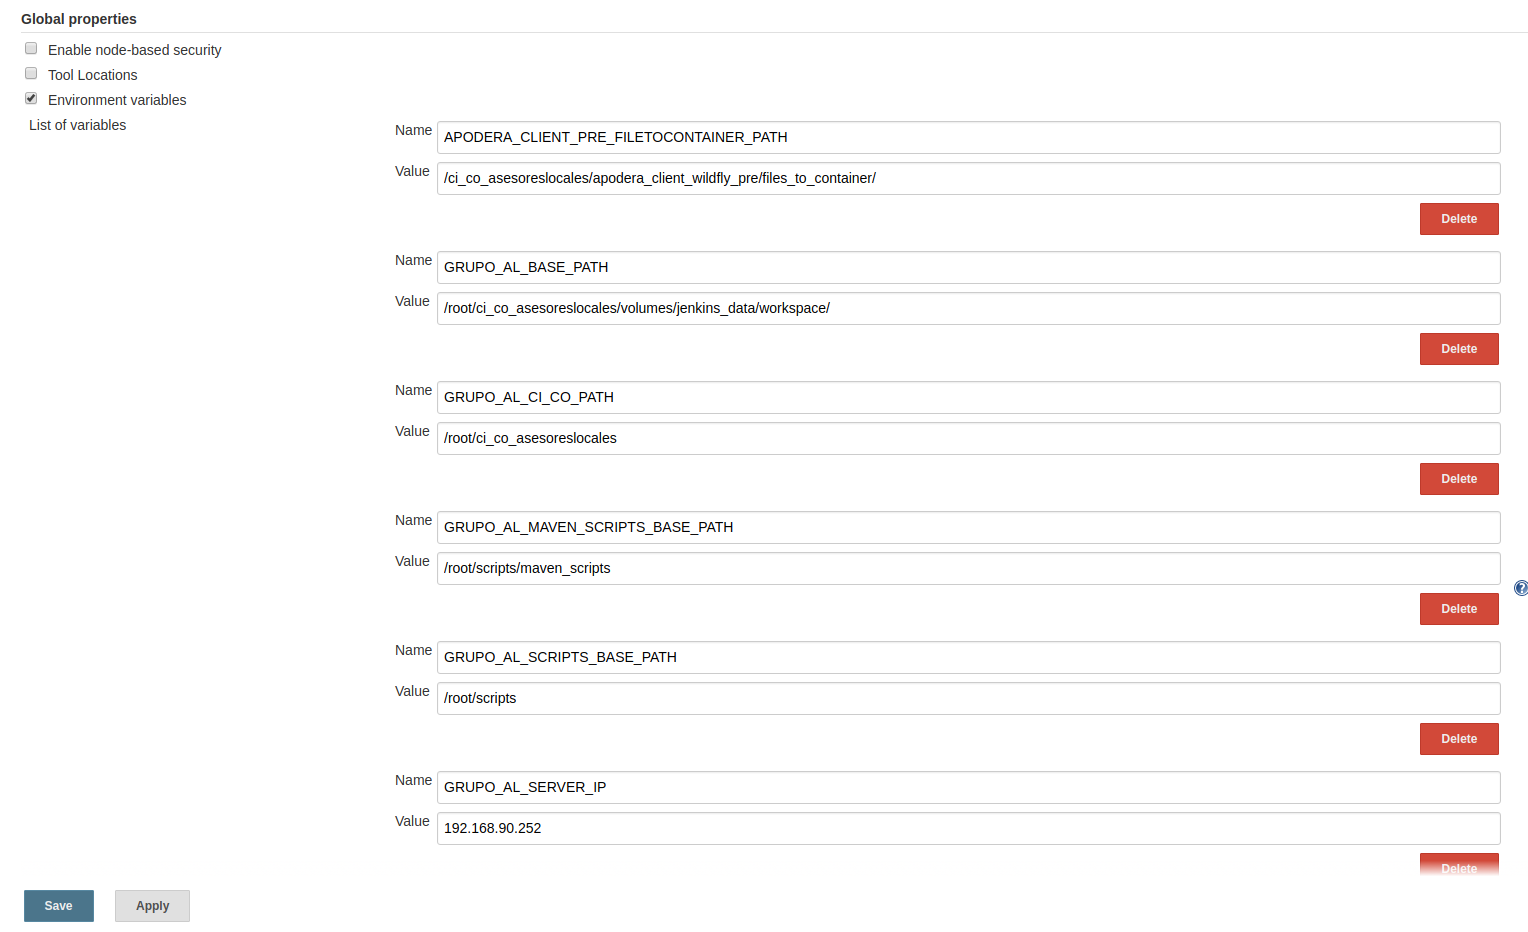 Global properties
Enable node-based security
Tool Locations
Environment variables
List of variables
Name APODERA_CLIENT_PRE_FILETOCONTAINER_PATH
Value /ci_co_asesoreslocales/apodera_client_wildfly_pre/files_to_container/
Delete
Name GRUPO_AL_BASE_PATH
Value /root/ci_co_asesoreslocales/volumes/jenkins_data/workspace/
Delete
Name GRUPO_AL_CI_CO_PATH
Value /root/ci_co_asesoreslocales
Delete
Name GRUPO_AL_MAVEN_SCRIPTS_BASE_PATH
Value /root/scripts/maven_scripts
?
Delete
Name GRUPO_AL_SCRIPTS_BASE_PATH
Value /root/scripts
Delete
Name GRUPO_AL_SERVER_IP
Value 192.168.90.252
Delete
Save Apply